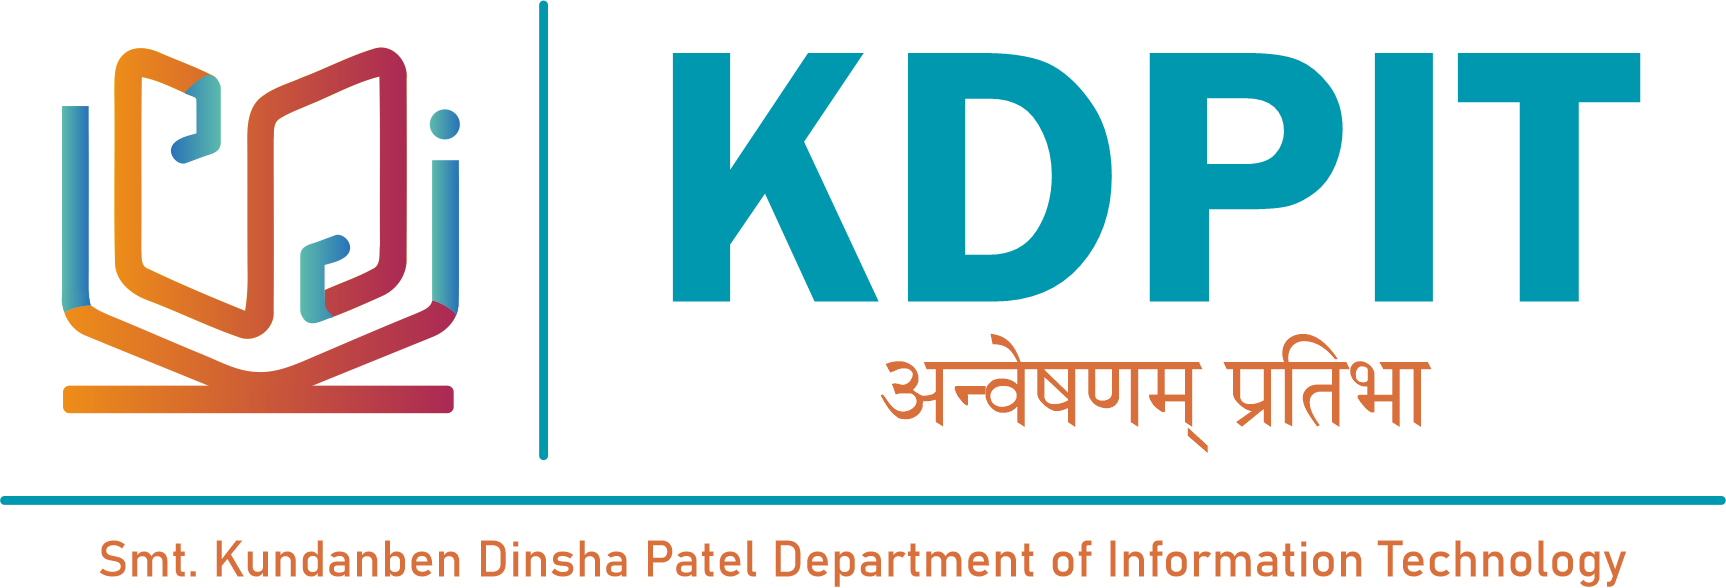 KDPIT
अन्वेषणम् प्रतिभा
Smt. Kundanben Dinsha Patel Department of Information Technology